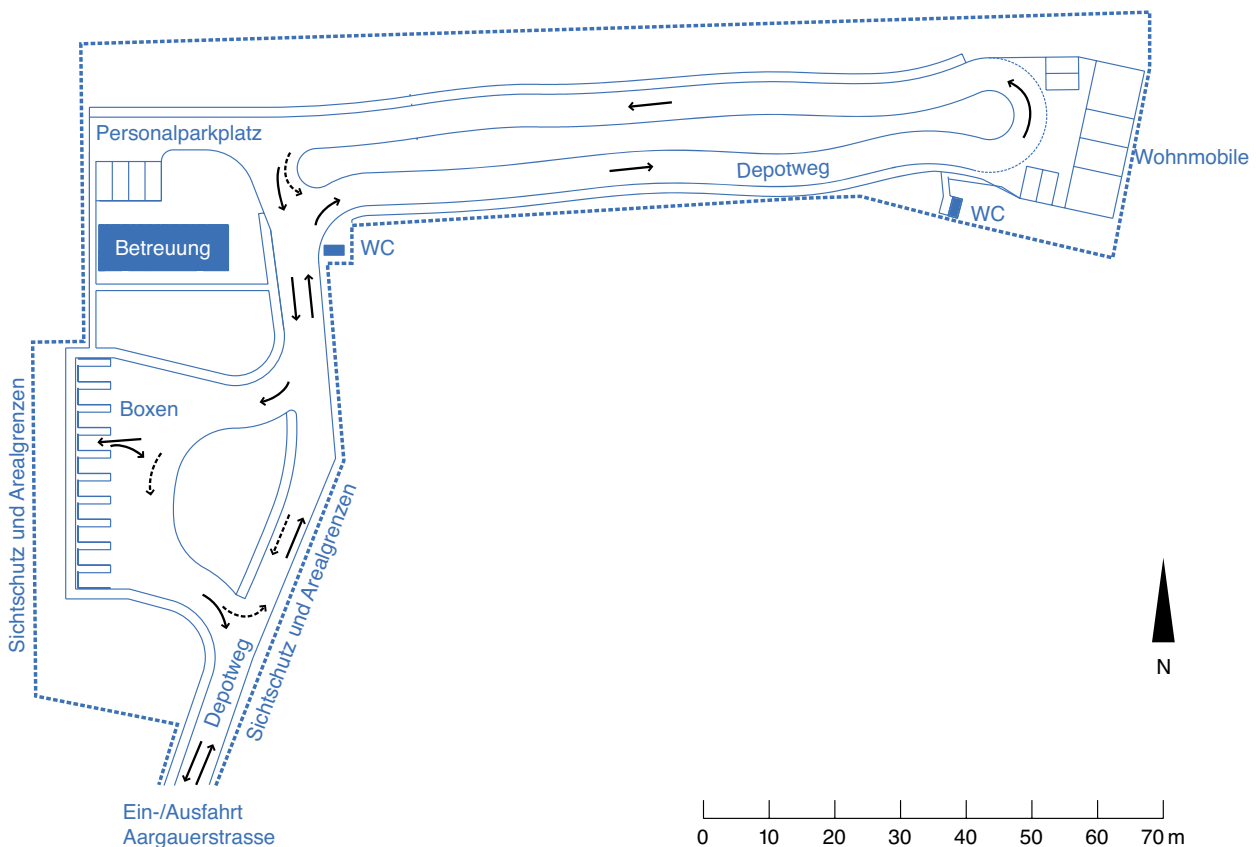 Personalparkplatz
Depotweg
Wohnmobile
WC
Betreuung
WC
Boxen
Sichtschutz und Arealgrenzen
Sichtschutz und Arealgrenzen
Depotweg
N
Ein-/Ausfahrt
Aargauerstrasse
0 10 20 30 40 50 60 70 m